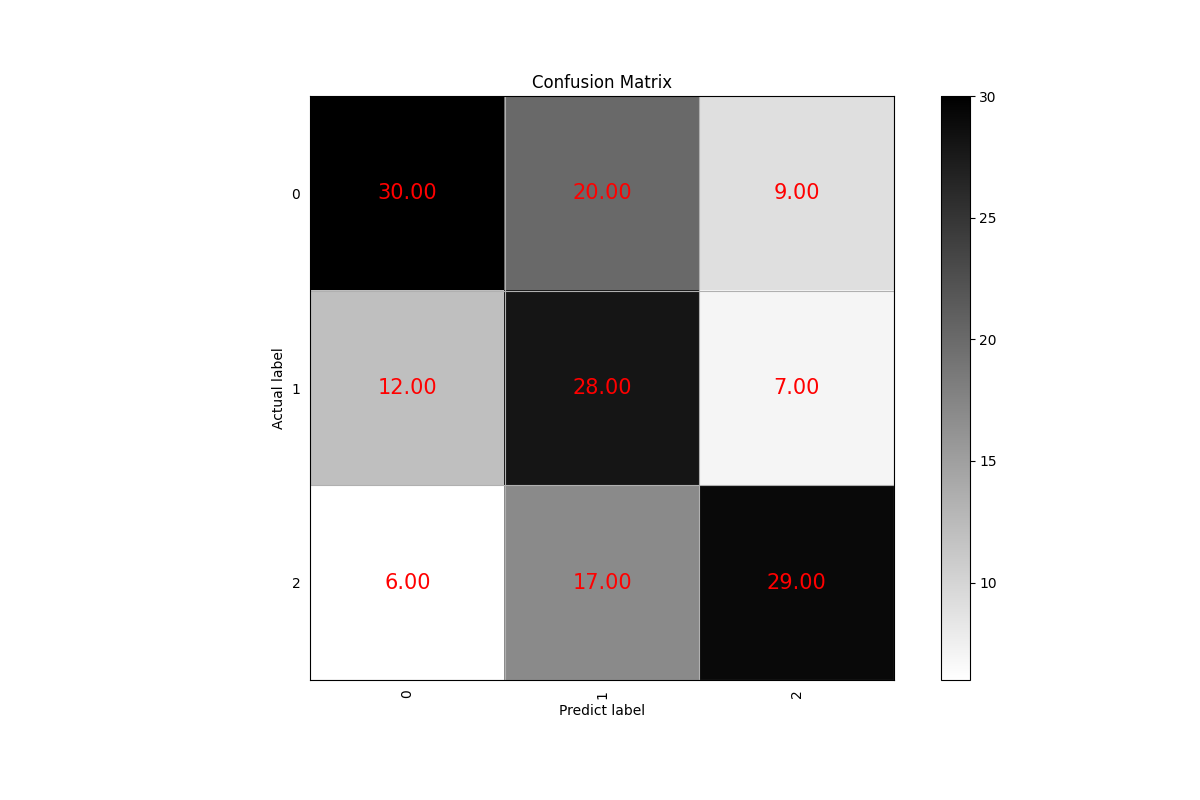 Confusion Matrix
30
0 30.00 20.00 9.00
25
20
Actual label
1 12.00 28.00 7.00
15
2 6.00 17.00 29.00
10
0 1 2
Predict label